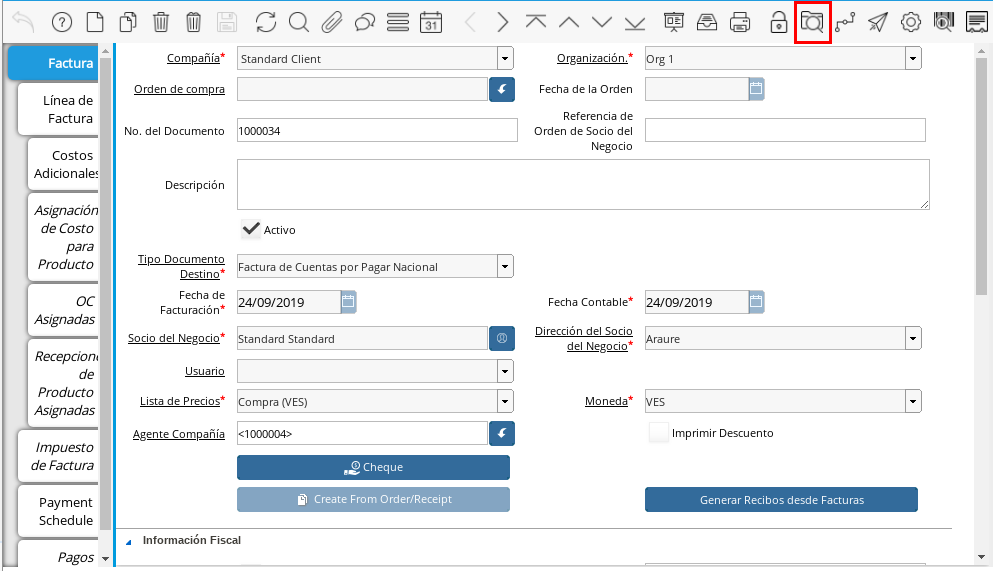 31
Factura
Línea de
Factura
Costos
Adicionales
Asignación
de Costo
para
Producto
OC
Asignadas
Recepcione
de
Producto
Asignadas
Impuesto
de Factura
Payment
Schedule
Pagos
Compañía* Standard Client Organización.* Org 1
Orden de compra Fecha de la Orden
No. del Documento 1000034 Referencia de
Orden de Socio del
Negocio
Descripción
Activo
Tipo Documento
Destino* Factura de Cuentas por Pagar Nacional
Fecha de
Facturación* 24/09/2019 Fecha Contable* 24/09/2019
Socio del Negocio* Standard Standard Dirección del Socio
del Negocio* Araure
Usuario
Lista de Precios* Compra (VES) Moneda* VES
Agente Compañía <1000004> Imprimir Descuento
Cheque
Create From Order/Receipt Generar Recibos desde Facturas
Información Fiscal